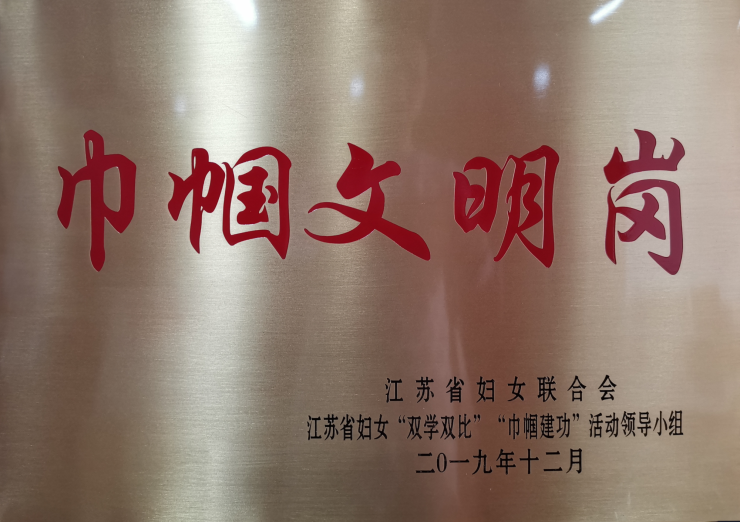 巾帼文明岗
江苏省妇女联合会
江苏省妇女“双学双比”“巾帼建功”活动领导小组
二0一九年十二月